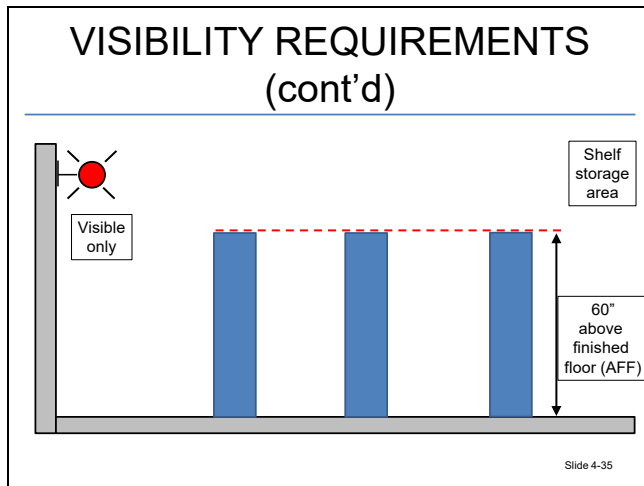 VISIBILITY REQUIREMENTS
(cont’d)
Shelf
storage
area
Visible
only
60”
above
finished
floor (AFF)
Slide 4-35